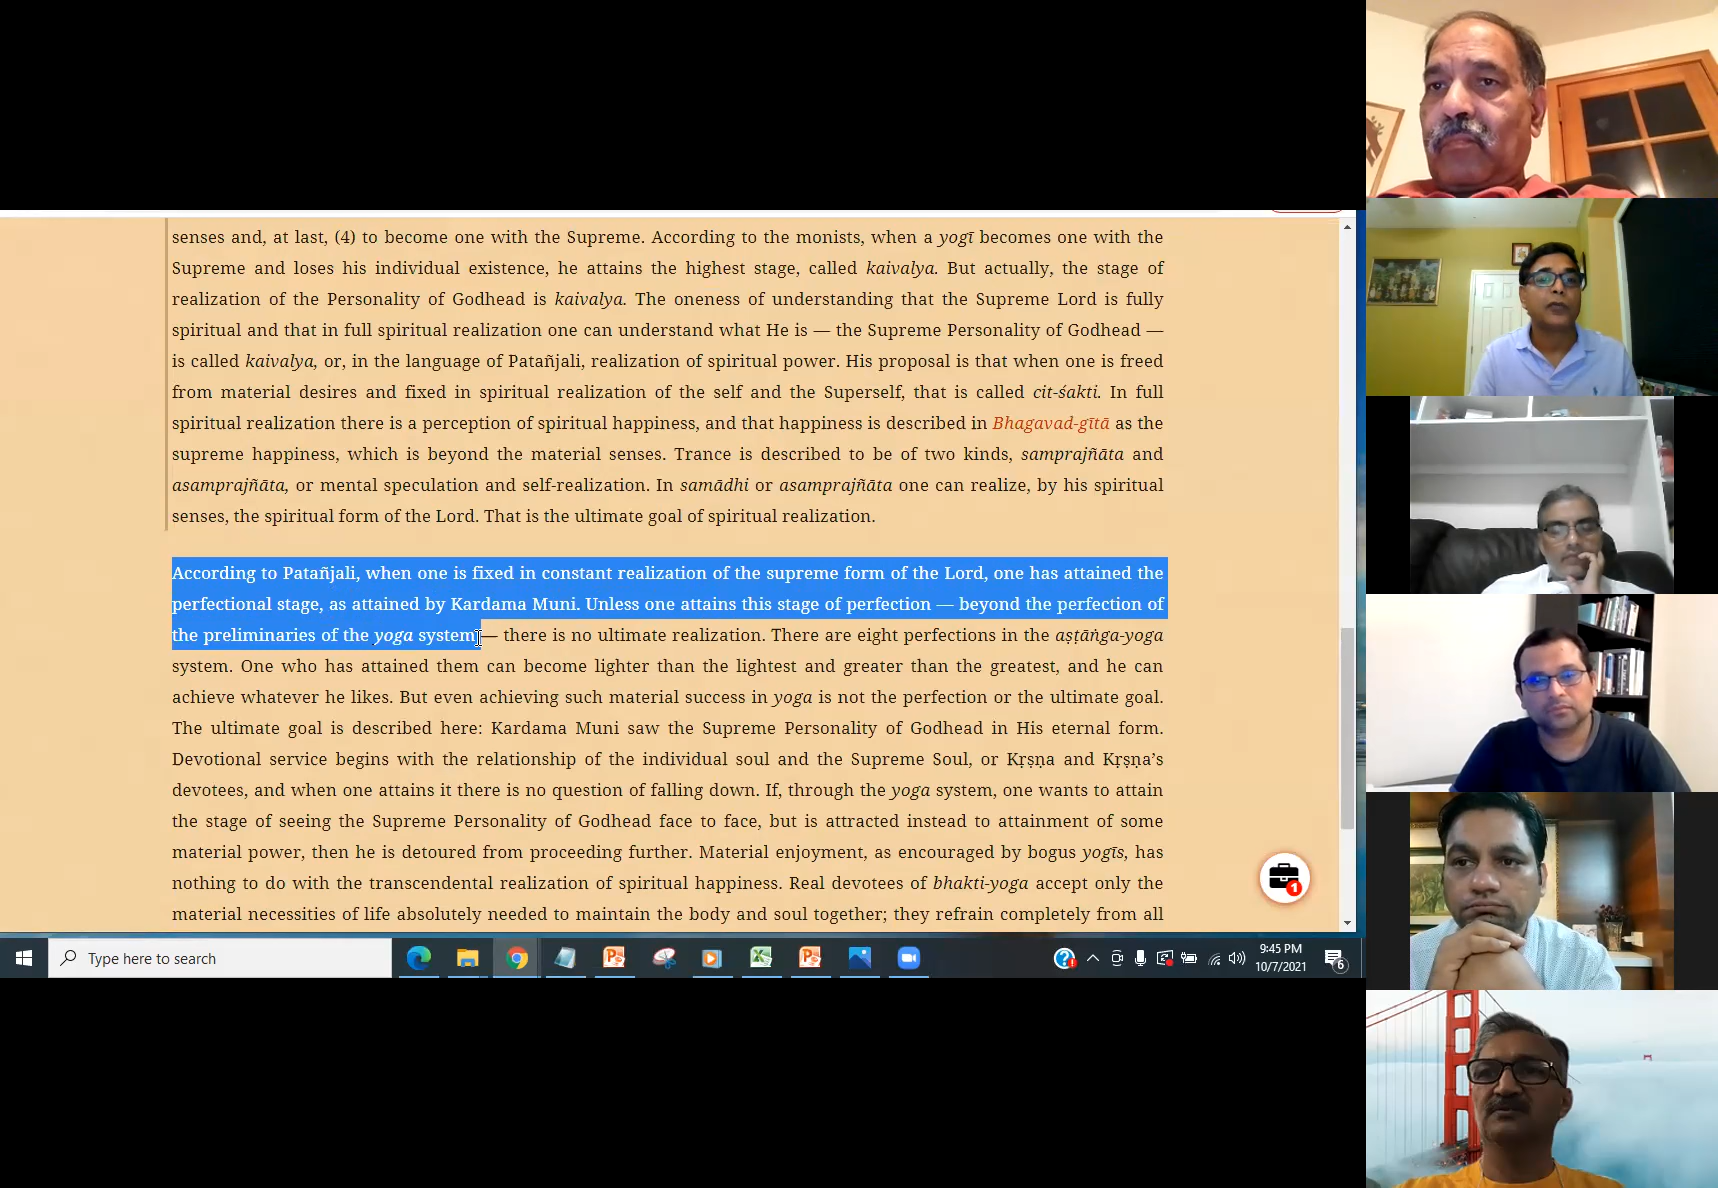 senses and, at last, (4) to become one with the Supreme. According to the monists, when a yogī becomes one with the
Supreme and loses his individual existence, he attains the highest stage, called kaivalya. But actually, the stage of
realization of the Personality of Godhead is kaivalya. The oneness of understanding that the Supreme Lord is fully
spiritual and that in full spiritual realization one can understand what He is — the Supreme Personality of Godhead —
is called kaivalya, or, in the language of Patañjali, realization of spiritual power. His proposal is that when one is freed
from material desires and fixed in spiritual realization of the self and the Superself, that is called cit-śakti. In full
spiritual realization there is a perception of spiritual happiness, and that happiness is described in Bhagavad-gītā as the
supreme happiness, which is beyond the material senses. Trance is described to be of two kinds, samprajñāta and
asamprajñāta, or mental speculation and self-realization. In samādhi or asamprajñāta one can realize, by his spiritual
senses, the spiritual form of the Lord. That is the ultimate goal of spiritual realization.
According to Patañjali, when one is fixed in constant realization of the supreme form of the Lord, one has attained the
perfectional stage, as attained by Kardama Muni. Unless one attains this stage of perfection — beyond the perfection of
the preliminaries of the yoga system — there is no ultimate realization. There are eight perfections in the aṣṭāṅga-yoga
system. One who has attained them can become lighter than the lightest and greater than the greatest, and he can
achieve whatever he likes. But even achieving such material success in yoga is not the perfection or the ultimate goal.
The ultimate goal is described here: Kardama Muni saw the Supreme Personality of Godhead in His eternal form.
Devotional service begins with the relationship of the individual soul and the Supreme Soul, or Kṛṣṇa and Kṛṣṇa’s
devotees, and when one attains it there is no question of falling down. If, through the yoga system, one wants to attain
the stage of seeing the Supreme Personality of Godhead face to face, but is attracted instead to attainment of some
material power, then he is detoured from proceeding further. Material enjoyment, as encouraged by bogus yogīs, has
nothing to do with the transcendental realization of spiritual happiness. Real devotees of bhakti-yoga accept only the
material necessities of life absolutely needed to maintain the body and soul together; they refrain completely from all
1
Type here to search
9:45 PM
10/7/2021
6